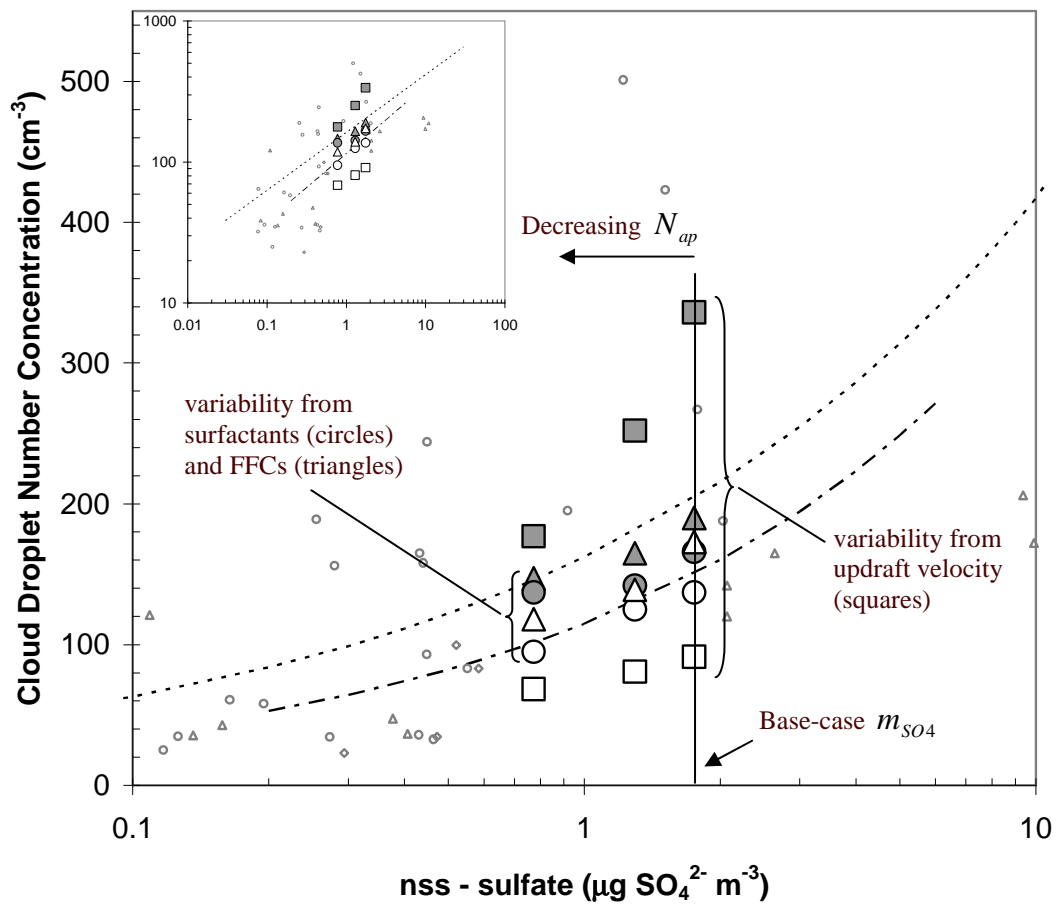 1000
100
10
0.01
0.1
1
10
100
Cloud Droplet Number Concentration (cm⁻³)
500
400
300
200
100
0
Decreasing N_ap
variability from
surfactants (circles)
and FFCs (triangles)
variability from
updraft velocity
(squares)
Base-case m_SO4
0.1
1
10
nss - sulfate (μg SO₄²⁻ m⁻³)